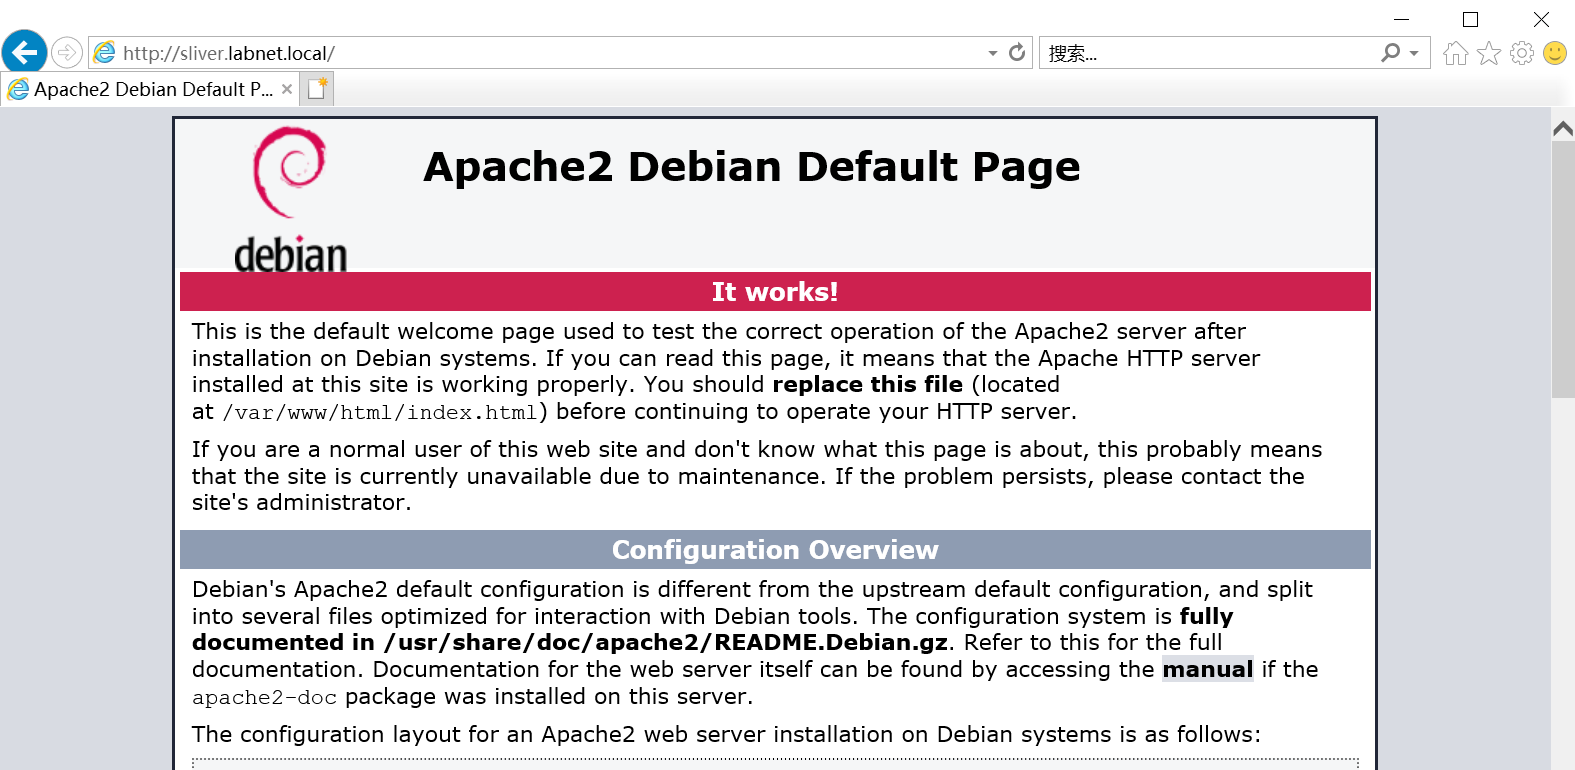 http://sliver.labnet.local/
搜索...
Apache2 Debian Default P...
debian
Apache2 Debian Default Page
It works!
This is the default welcome page used to test the correct operation of the Apache2 server after
installation on Debian systems. If you can read this page, it means that the Apache HTTP server
installed at this site is working properly. You should replace this file (located
at /var/www/html/index.html) before continuing to operate your HTTP server.
If you are a normal user of this web site and don't know what this page is about, this probably means
that the site is currently unavailable due to maintenance. If the problem persists, please contact the
site's administrator.
Configuration Overview
Debian's Apache2 default configuration is different from the upstream default configuration, and split
into several files optimized for interaction with Debian tools. The configuration system is fully
documented in /usr/share/doc/apache2/README.Debian.gz. Refer to this for the full
documentation. Documentation for the web server itself can be found by accessing the manual if the
apache2-doc package was installed on this server.
The configuration layout for an Apache2 web server installation on Debian systems is as follows: